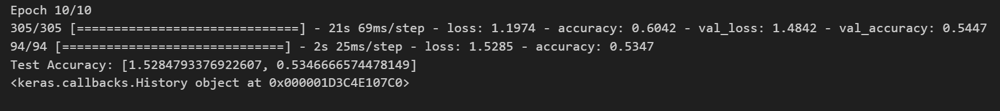 Epoch 10/10
305/305 [==============================] - 21s 69ms/step - loss: 1.1974 - accuracy: 0.6042 - val_loss: 1.4842 - val_accuracy: 0.5447
94/94 [==============================] - 2s 25ms/step - loss: 1.5285 - accuracy: 0.5347
Test Accuracy: [1.5284793376922607, 0.5346666574478149]
<keras.callbacks.History object at 0x000001D3C4E107C0>